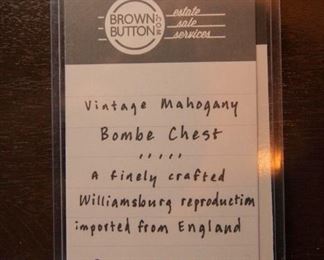 BROWN
BUTTON
.COM
estate
sale
services
Vintage Mahogany
Bombe Chest
,,,,,
A finely crafted
Williamsburg reproduction
imported from England